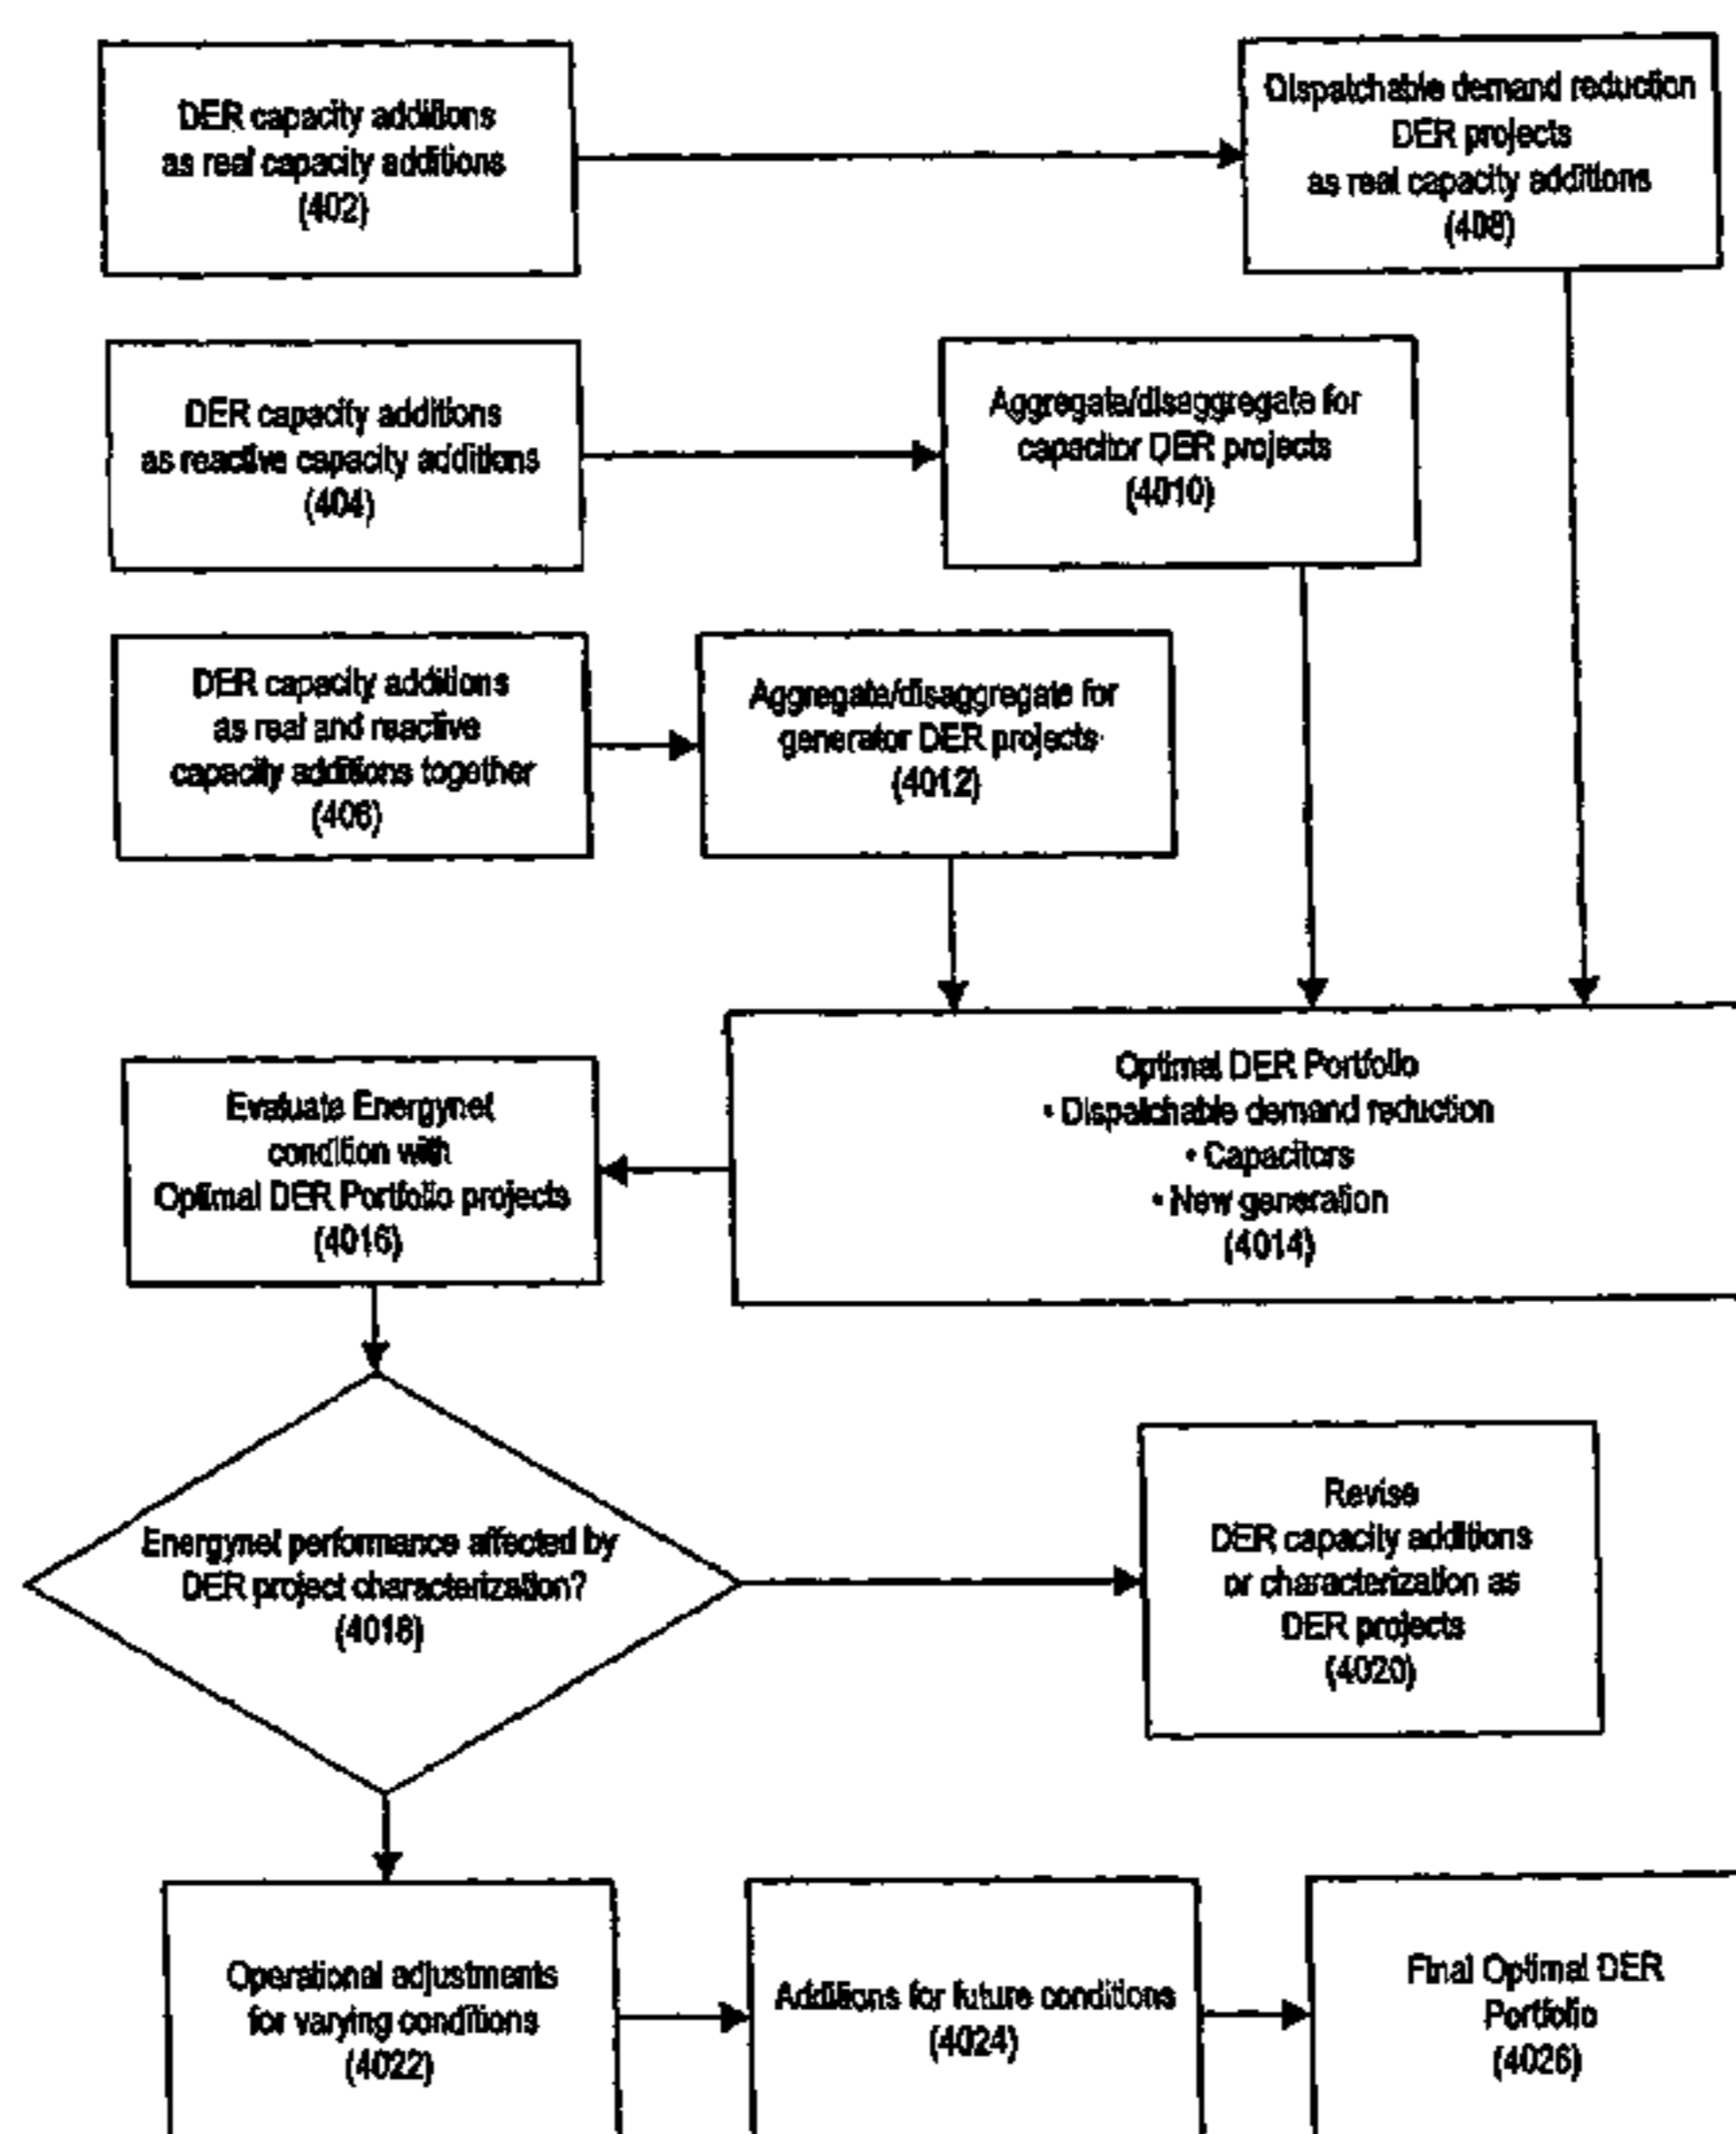 DER capacity additions
as real capacity additions
(402)
Dispatchable demand reduction
DER projects
as real capacity additions
(408)
DER capacity additions
as reactive capacity additions
(404)
Aggregate/disaggregate for
capacitor DER projects
(4010)
DER capacity additions
as real and reactive
capacity additions together
(406)
Aggregate/disaggregate for
generator DER projects
(4012)
Optimal DER Portfolio
• Dispatchable demand reduction
• Capacitors
• New generation
(4014)
Evaluate Energynet
condition with
Optimal DER Portfolio projects
(4016)
Energynet performance affected by
DER project characterization?
(4018)
Revise
DER capacity additions
or characterization as
DER projects
(4020)
Operational adjustments
for varying conditions
(4022)
Additions for future conditions
(4024)
Final Optimal DER
Portfolio
(4026)